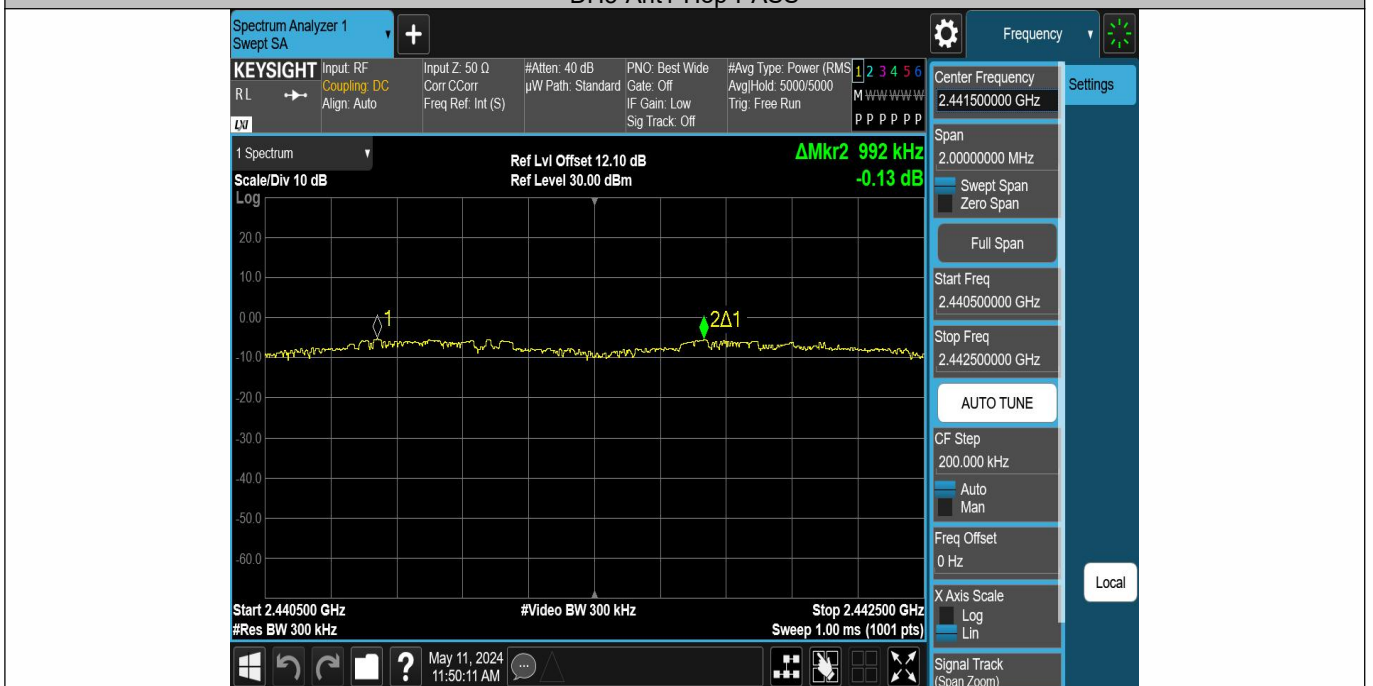 DH5-Ant1-Hop-PASS
Spectrum Analyzer 1
Swept SA
+
Frequency
KEYSIGHT
RL
LXI
Input: RF
Coupling: DC
Align: Auto
Input Z: 50 Ω
Corr CCorr
Freq Ref: Int (S)
#Atten: 40 dB
µW Path: Standard
PNO: Best Wide
Gate: Off
IF Gain: Low
Sig Track: Off
#Avg Type: Power (RMS
Avg|Hold: 5000/5000
Trig: Free Run
1 2 3 4 5 6
M W W W W W
P P P P P P
1 Spectrum
Scale/Div 10 dB
Log
Ref Lvl Offset 12.10 dB
Ref Level 30.00 dBm
ΔMkr2 992 kHz
-0.13 dB
20.0
10.0
0.00
-10.0
-20.0
-30.0
-40.0
-50.0
-60.0
1
2Δ1
Start 2.440500 GHz
#Res BW 300 kHz
#Video BW 300 kHz
Stop 2.442500 GHz
Sweep 1.00 ms (1001 pts)
Center Frequency
2.441500000 GHz
Settings
Span
2.00000000 MHz
Swept Span
Zero Span
Full Span
Start Freq
2.440500000 GHz
Stop Freq
2.442500000 GHz
AUTO TUNE
CF Step
200.000 kHz
Auto
Man
Freq Offset
0 Hz
X Axis Scale
Log
Lin
Local
Signal Track
(Span Zoom)
?
May 11, 2024
11:50:11 AM